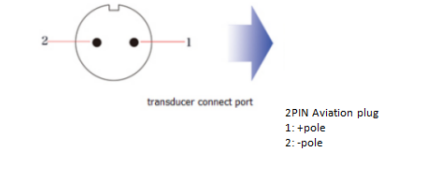 2
1
transducer connect port
2PIN Aviation plug
1: +pole
2: -pole